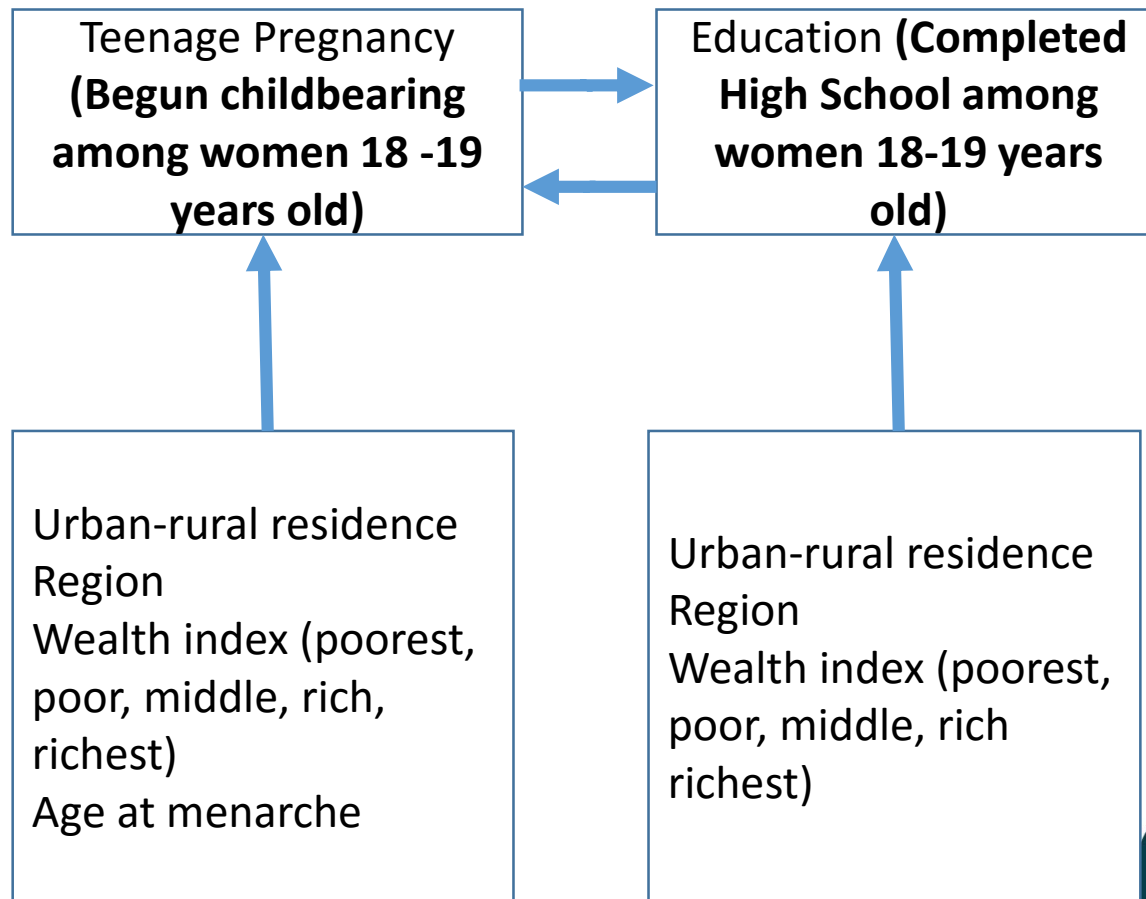 Teenage Pregnancy
(Begun childbearing
among women 18 -19
years old)
Education (Completed
High School among
women 18-19 years
old)
Urban-rural residence
Region
Wealth index (poorest,
poor, middle, rich,
richest)
Age at menarche
Urban-rural residence
Region
Wealth index (poorest,
poor, middle, rich
richest)